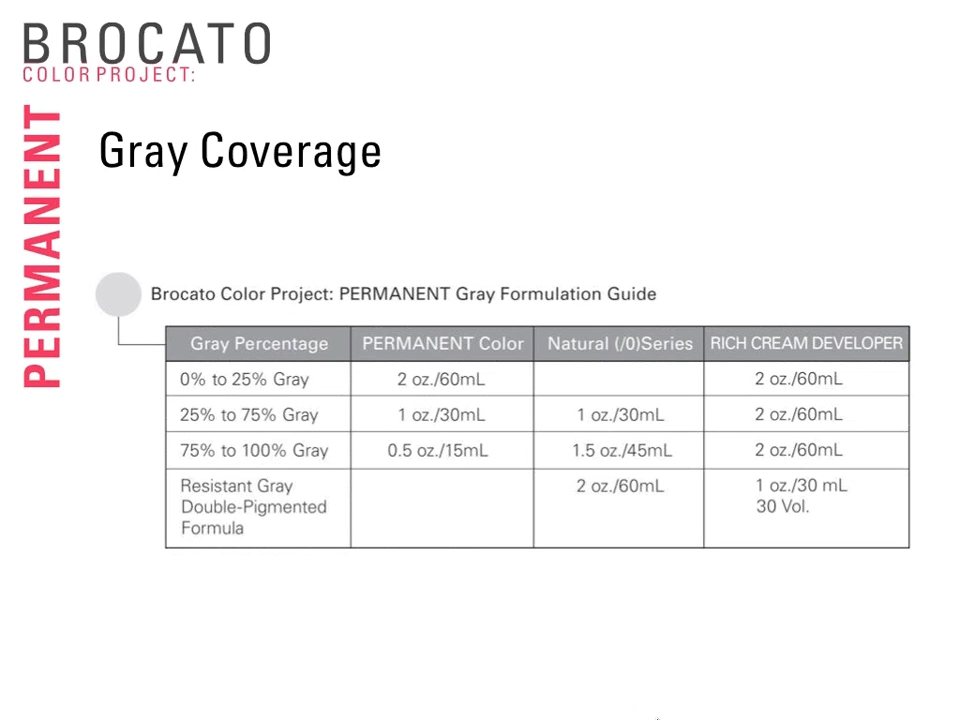 BROCATO
COLOR PROJECT:
PERMANENT
Gray Coverage
Brocato Color Project: PERMANENT Gray Formulation Guide
Gray Percentage PERMANENT Color Natural (/0)Series RICH CREAM DEVELOPER
0% to 25% Gray 2 oz./60mL 2 oz./60mL
25% to 75% Gray 1 oz./30mL 1 oz./30mL 2 oz./60mL
75% to 100% Gray 0.5 oz./15mL 1.5 oz./45mL 2 oz./60mL
Resistant Gray 2 oz./60mL 1 oz./30 mL
Double-Pigmented 30 Vol.
Formula